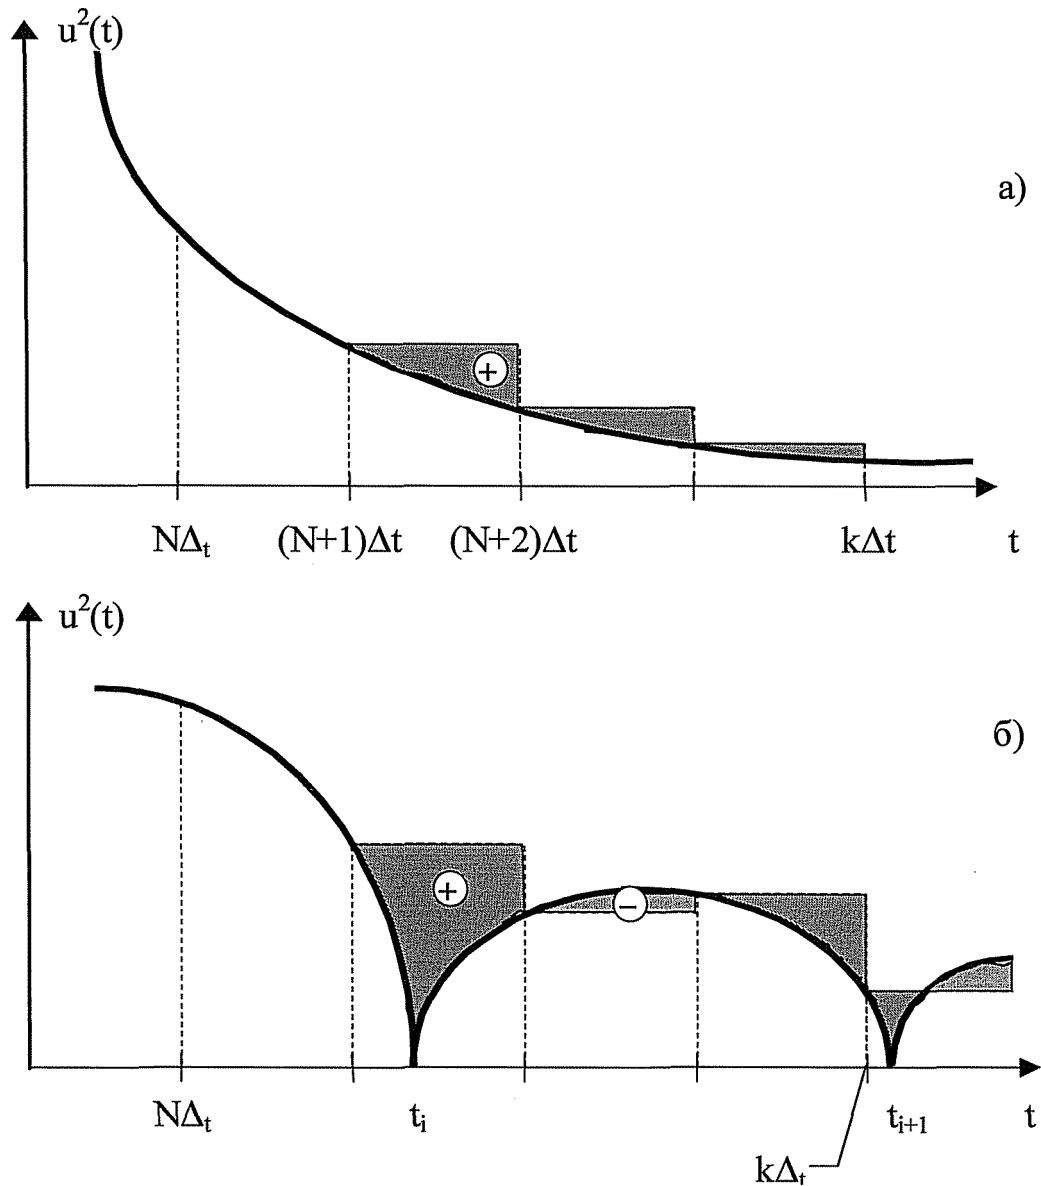 u²(t)
а)
+
NΔₜ (N+1)Δt (N+2)Δt kΔt t
u²(t)
б)
+
−
NΔₜ tᵢ tᵢ₊₁ t
kΔₜ